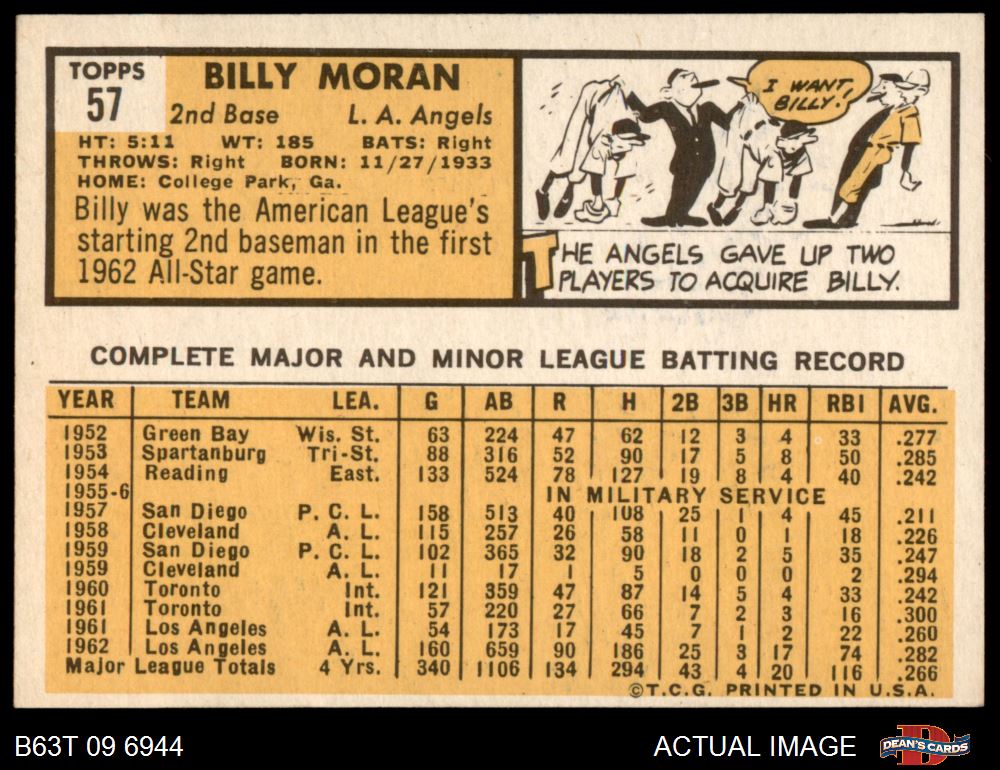 TOPPS
57
BILLY MORAN
2nd Base L. A. Angels
HT: 5:11 WT: 185 BATS: Right
THROWS: Right BORN: 11/27/1933
HOME: College Park, Ga.
Billy was the American League's
starting 2nd baseman in the first
1962 All-Star game.
I WANT
BILLY!
THE ANGELS GAVE UP TWO
PLAYERS TO ACQUIRE BILLY.
COMPLETE MAJOR AND MINOR LEAGUE BATTING RECORD
YEAR TEAM LEA. G AB R H 2B 3B HR RBI AVG.
1952 Green Bay Wis. St. 63 224 47 62 12 3 4 33 .277
1953 Spartanburg Tri-St. 88 316 52 90 17 5 8 50 .285
1954 Reading East. 133 524 78 127 19 8 4 40 .242
1955-6 IN MILITARY SERVICE
1957 San Diego P. C. L. 158 513 40 108 25 1 4 45 .211
1958 Cleveland A. L. 115 257 26 58 11 0 1 18 .226
1959 San Diego P. C. L. 102 365 32 90 18 2 5 35 .247
1959 Cleveland A. L. 11 17 1 5 0 0 0 2 .294
1960 Toronto Int. 121 359 47 87 14 5 4 33 .242
1961 Toronto Int. 57 220 27 66 7 2 3 16 .300
1961 Los Angeles A. L. 54 173 17 45 7 1 2 22 .260
1962 Los Angeles A. L. 160 659 90 186 25 3 17 74 .282
Major League Totals 4 Yrs. 340 1106 134 294 43 4 20 116 .266
©T.C.G. PRINTED IN U.S.A.
B63T 09 6944 ACTUAL IMAGE DEAN'S CARDS